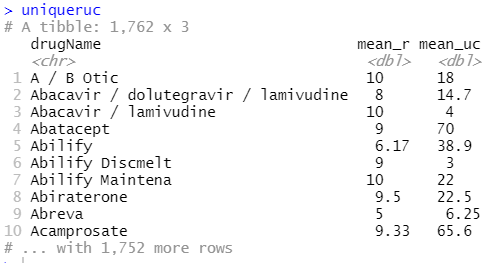 > uniqueuc
# A tibble: 1,762 x 3
drugName mean_r mean_uc
<chr> <dbl> <dbl>
1 A / B Otic 10 18
2 Abacavir / dolutegravir / lamivudine 8 14.7
3 Abacavir / lamivudine 10 4
4 Abatacept 9 70
5 Abilify 6.17 38.9
6 Abilify Discmelt 9 3
7 Abilify Maintena 10 22
8 Abiraterone 9.5 22.5
9 Abreva 5 6.25
10 Acamprosate 9.33 65.6
# ... with 1,752 more rows